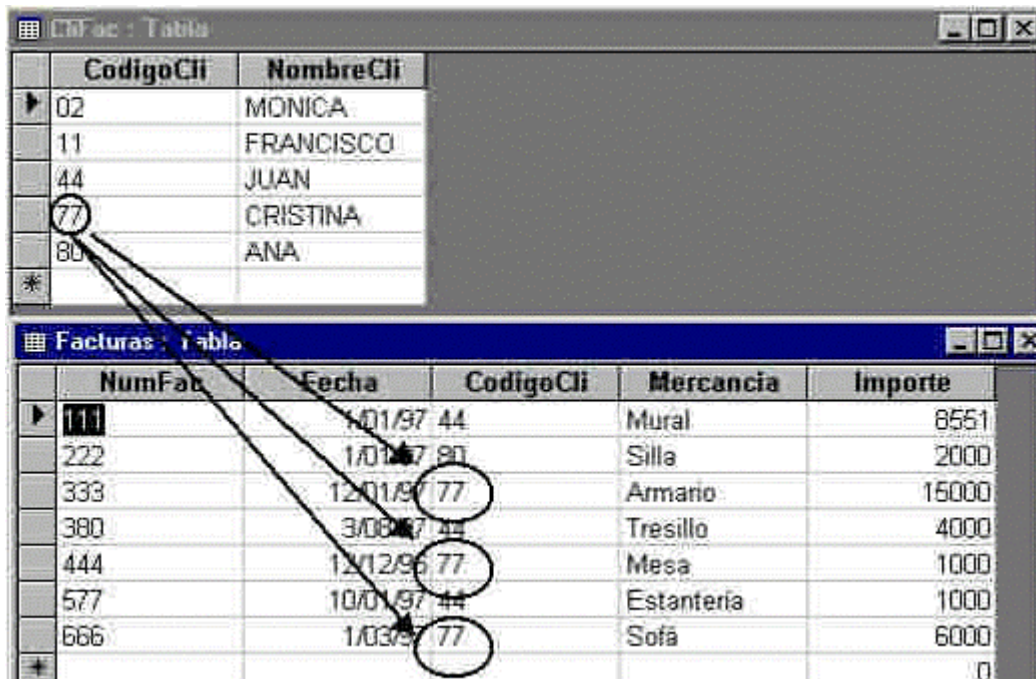 CliFac : Tabla
CodigoCli NombreCli
02 MONICA
11 FRANCISCO
44 JUAN
77 CRISTINA
80 ANA
Facturas : Tabla
NumFac Fecha CodigoCli Mercancia Importe
111 1/01/97 44 Mural 8551
222 1/01/97 80 Silla 2000
333 12/01/97 77 Armario 15000
380 3/08/97 44 Tresillo 4000
444 12/12/96 77 Mesa 1000
577 10/01/97 44 Estantería 1000
666 1/03/97 77 Sofá 6000
0